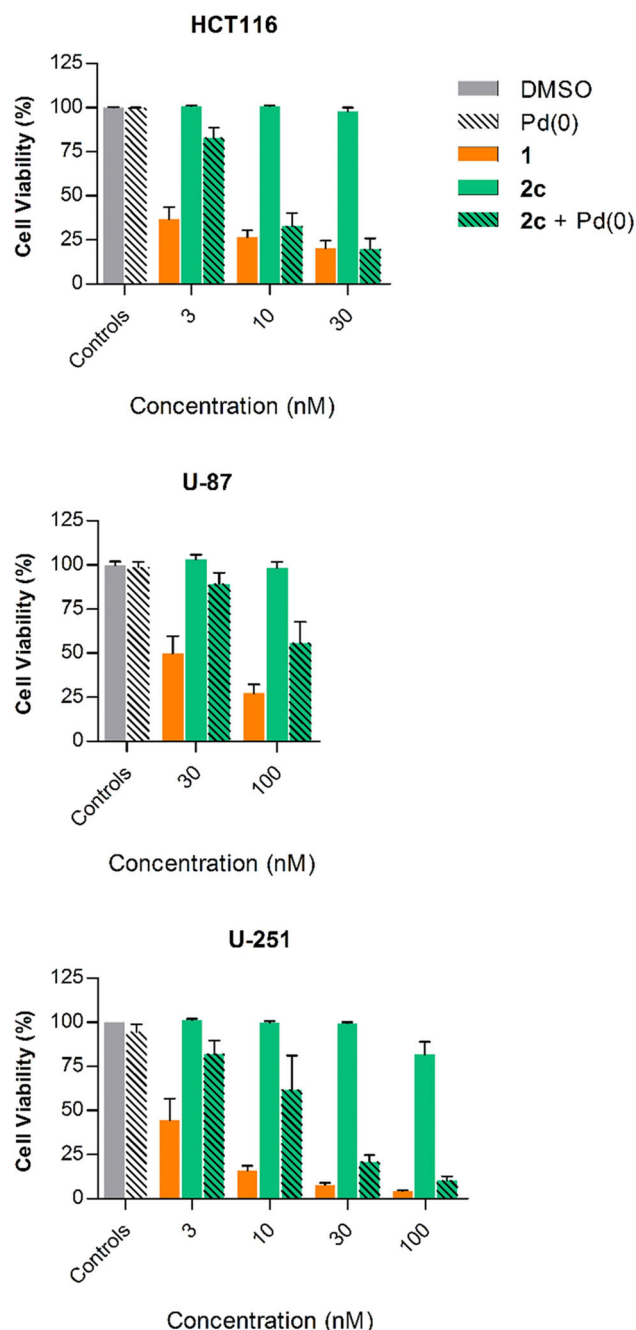 HCT116
125
100
75
50
25
0
Cell Viability (%)
Controls
3
10
30
Concentration (nM)
DMSO
Pd(0)
1
2c
2c + Pd(0)
U-87
125
100
75
50
25
0
Cell Viability (%)
Controls
30
100
Concentration (nM)
U-251
125
100
75
50
25
0
Cell Viability (%)
Controls
3
10
30
100
Concentration (nM)